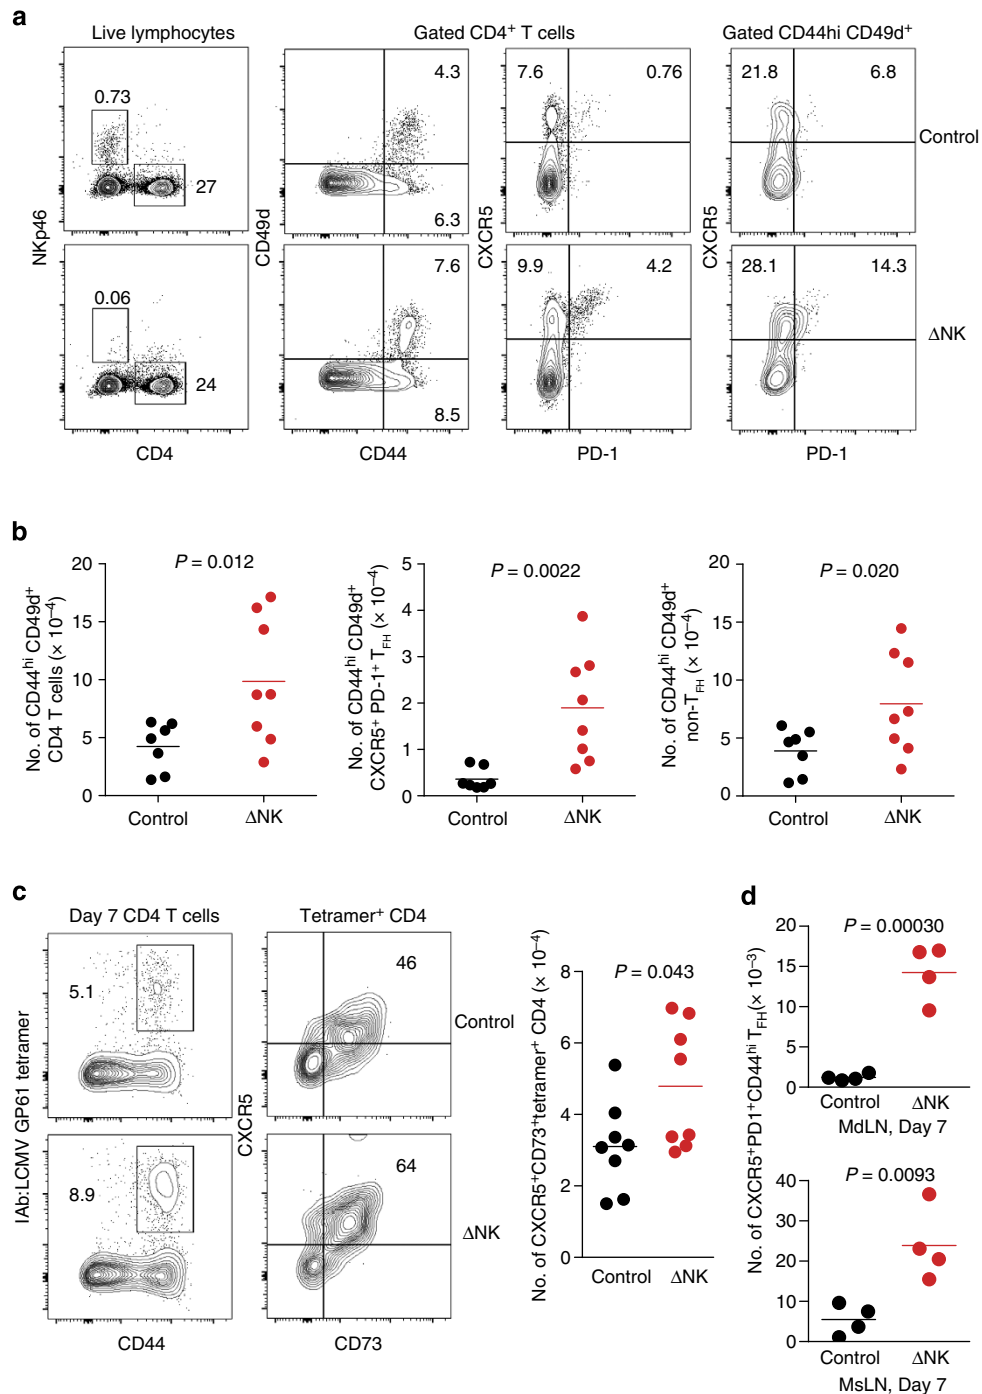 a
Live lymphocytes
Gated CD4⁺ T cells
Gated CD44hi CD49d⁺
0.73
27
4.3
6.3
7.6
0.76
21.8
6.8
Control
NKp46
CD49d
CXCR5
CXCR5
0.06
24
7.6
8.5
9.9
4.2
28.1
14.3
ΔNK
CD4
CD44
PD-1
PD-1
b
No. of CD44ʰⁱ CD49d⁺
CD4 T cells (× 10⁻⁴)
P = 0.012
20
15
10
5
0
Control
ΔNK
No. of CD44ʰⁱ CD49d⁺
CXCR5⁺ PD-1⁺ T_FH (× 10⁻⁴)
P = 0.0022
5
4
3
2
1
0
Control
ΔNK
No. of CD44ʰⁱ CD49d⁺
non-T_FH (× 10⁻⁴)
P = 0.020
20
15
10
5
0
Control
ΔNK
c
Day 7 CD4 T cells
Tetramer⁺ CD4
5.1
46
Control
IAb:LCMV GP61 tetramer
CXCR5
8.9
64
ΔNK
CD44
CD73
No. of CXCR5⁺CD73⁺tetramer⁺ CD4 (× 10⁻⁴)
P = 0.043
8
6
4
2
0
Control
ΔNK
d
No. of CXCR5⁺PD1⁺CD44ʰⁱ T_FH(× 10⁻³)
P = 0.00030
20
15
10
5
0
Control
ΔNK
MdLN, Day 7
P = 0.0093
40
30
20
10
0
Control
ΔNK
MsLN, Day 7